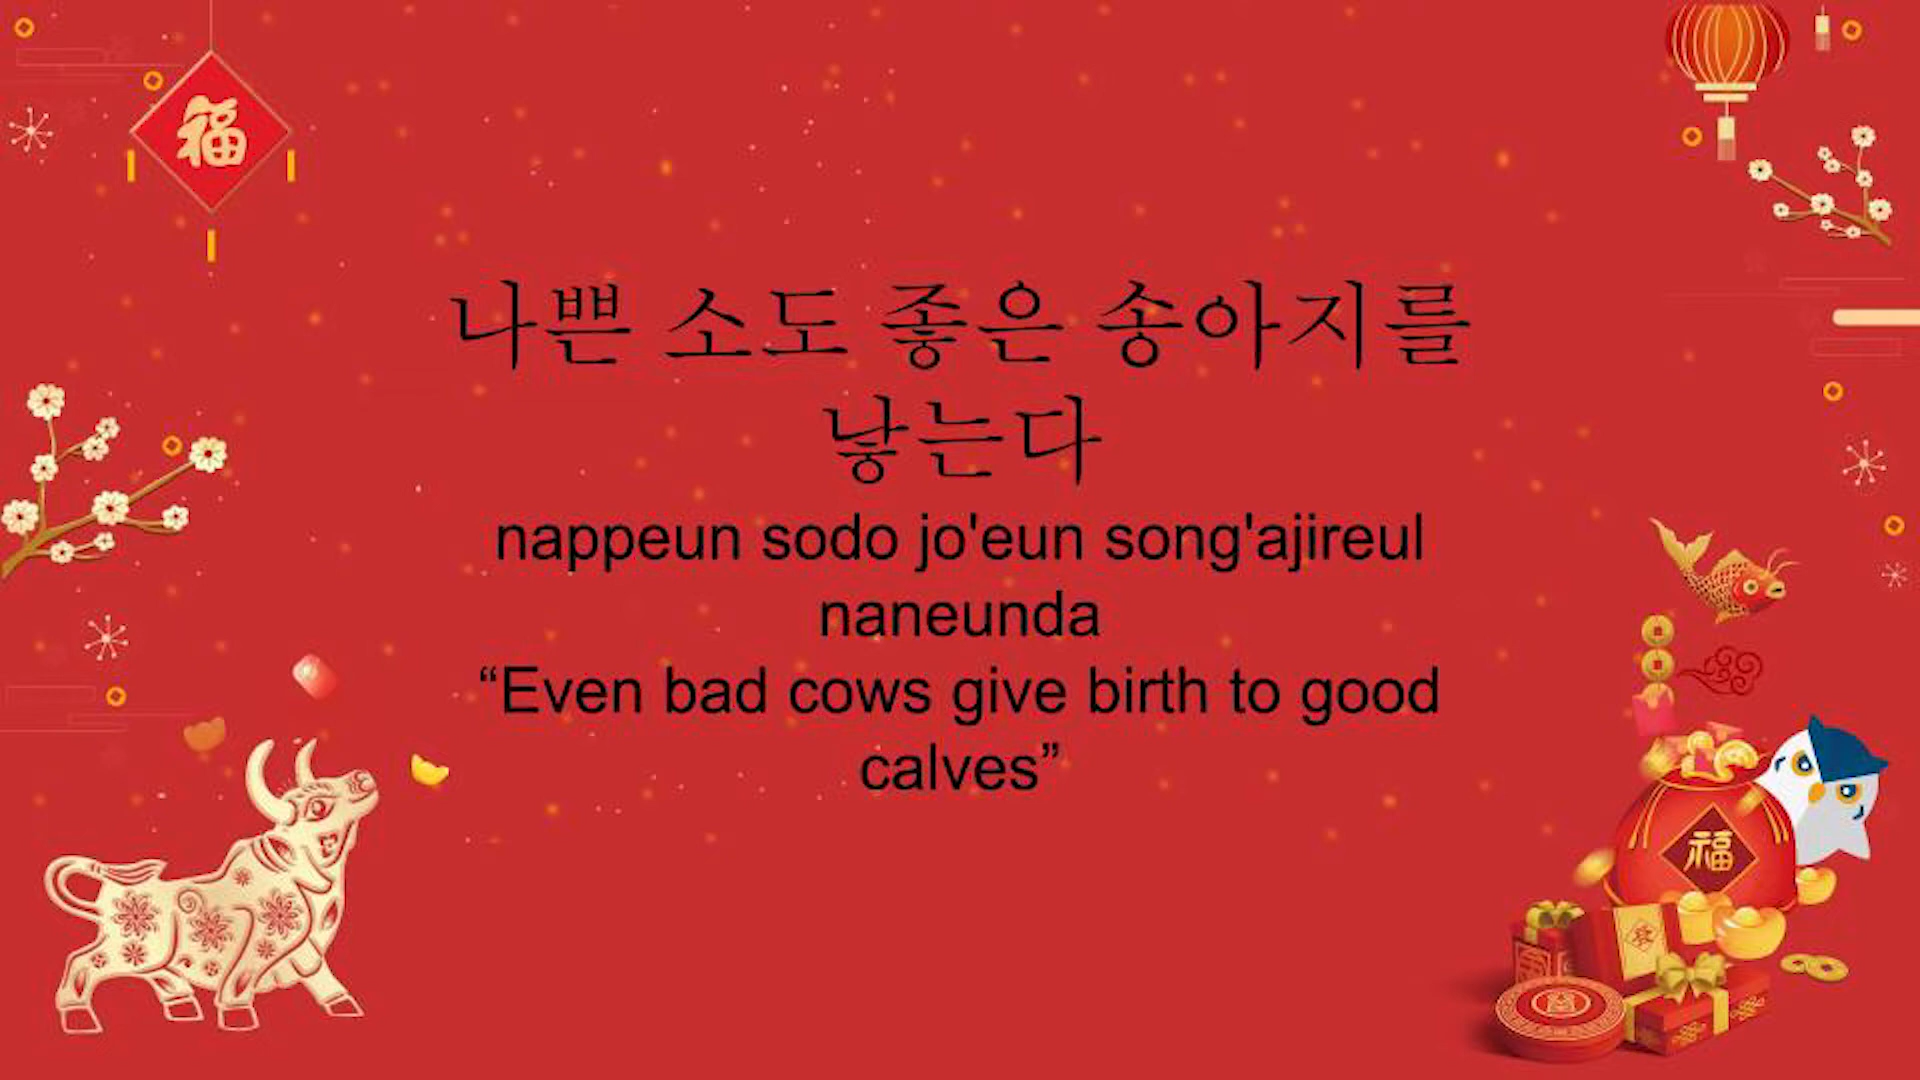 福
나쁜 소도 좋은 송아지를
낳는다
nappeun sodo jo'eun song'ajireul
naneunda
“Even bad cows give birth to good
calves”
福